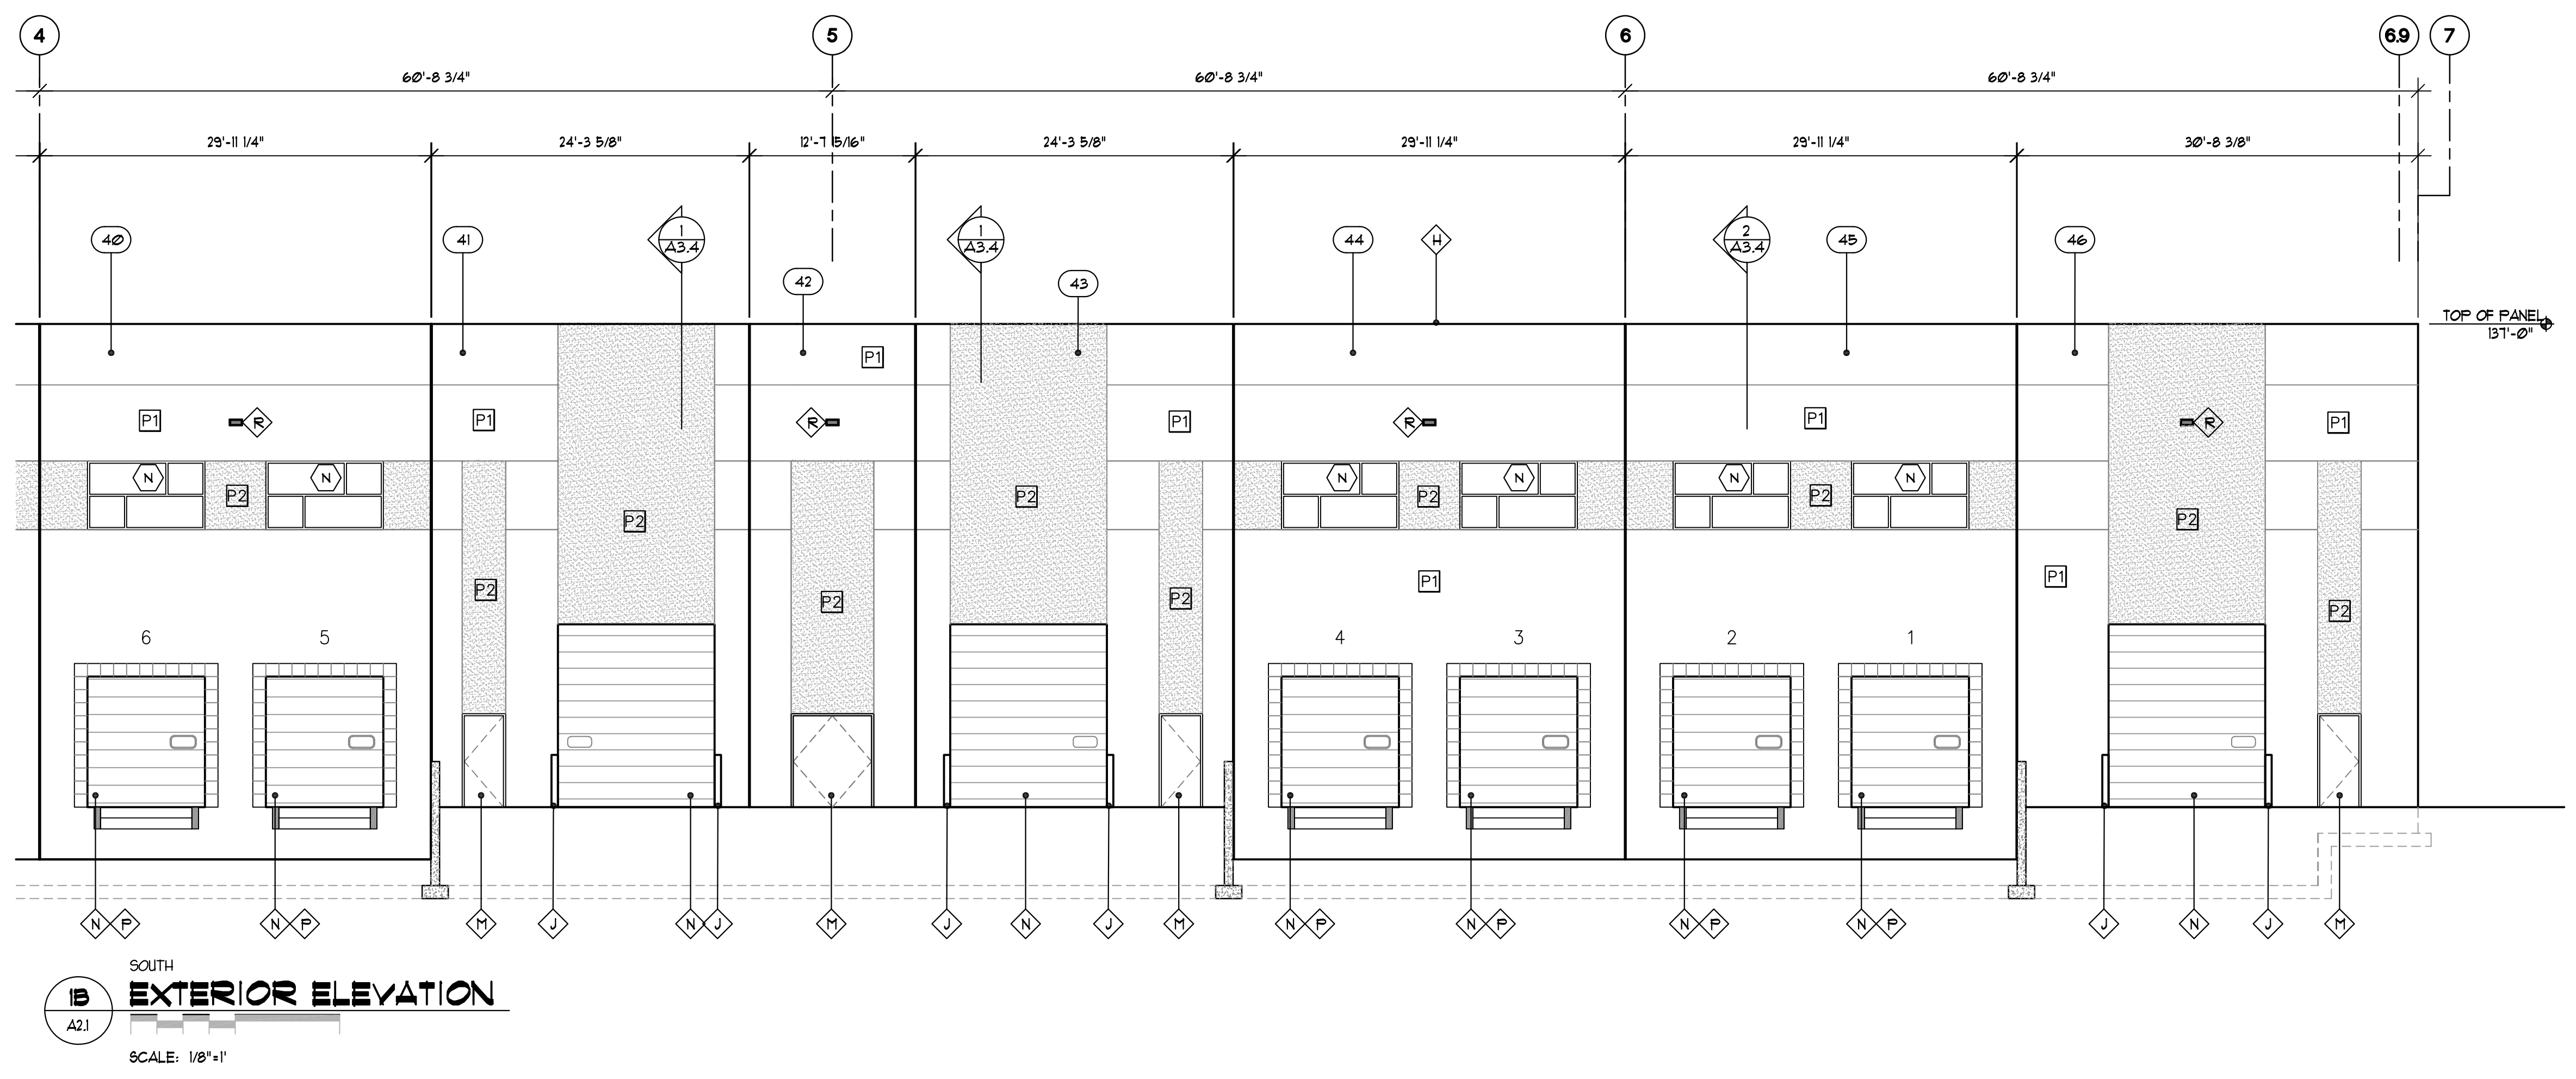 4 5 6 6.9 7
60'-8 3/4" 60'-8 3/4" 60'-8 3/4"
29'-11 1/4" 24'-3 5/8" 12'-7 15/16" 24'-3 5/8" 29'-11 1/4" 29'-11 1/4" 30'-8 3/8"
40 41 1 1 44 H 2 45 46
A3.4 A3.4 A3.4
42 43
TOP OF PANEL
137'-0"
P1
P1 R P1 R P1 R P1 R P1
N N N N N N
P2 P2 P2 P2 P2
P2 P2
P1 P1
P2 P2 P2 P2
6 5 4 3 2 1
N P N P M J N J M J N J M N P N P N P N P J N J M
SOUTH
1B EXTERIOR ELEVATION
A2.1
SCALE: 1/8"=1'